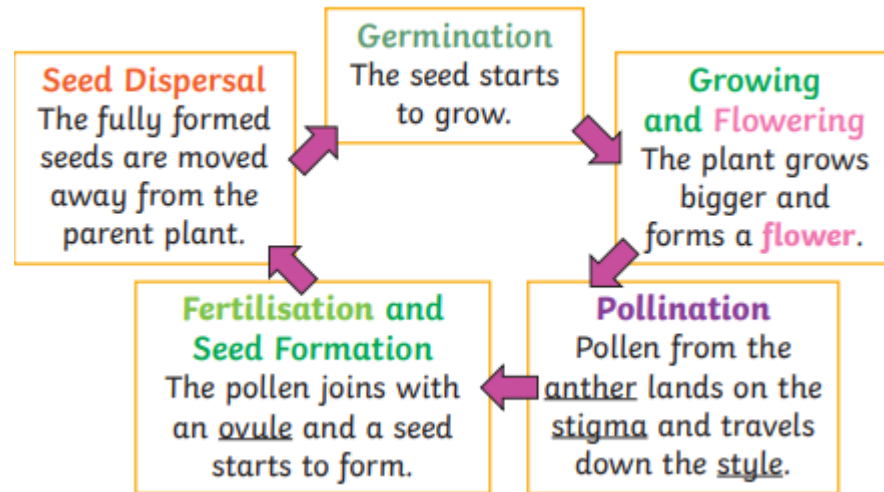 Germination
The seed starts
to grow.
Growing
and Flowering
The plant grows
bigger and
forms a flower.
Pollination
Pollen from the
anther lands on the
stigma and travels
down the style.
Fertilisation and
Seed Formation
The pollen joins with
an ovule and a seed
starts to form.
Seed Dispersal
The fully formed
seeds are moved
away from the
parent plant.